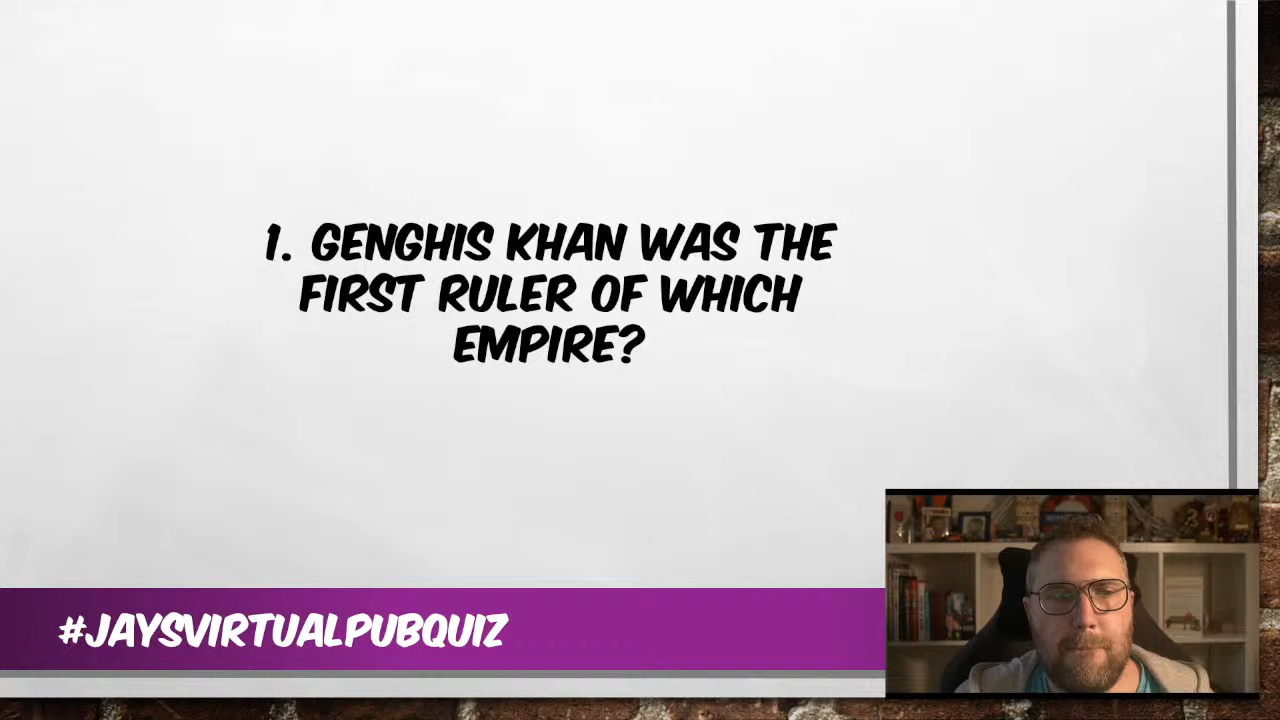 1. GENGHIS KHAN WAS THE
FIRST RULER OF WHICH
EMPIRE?
#JAYSVIRTUALPUBQUIZ